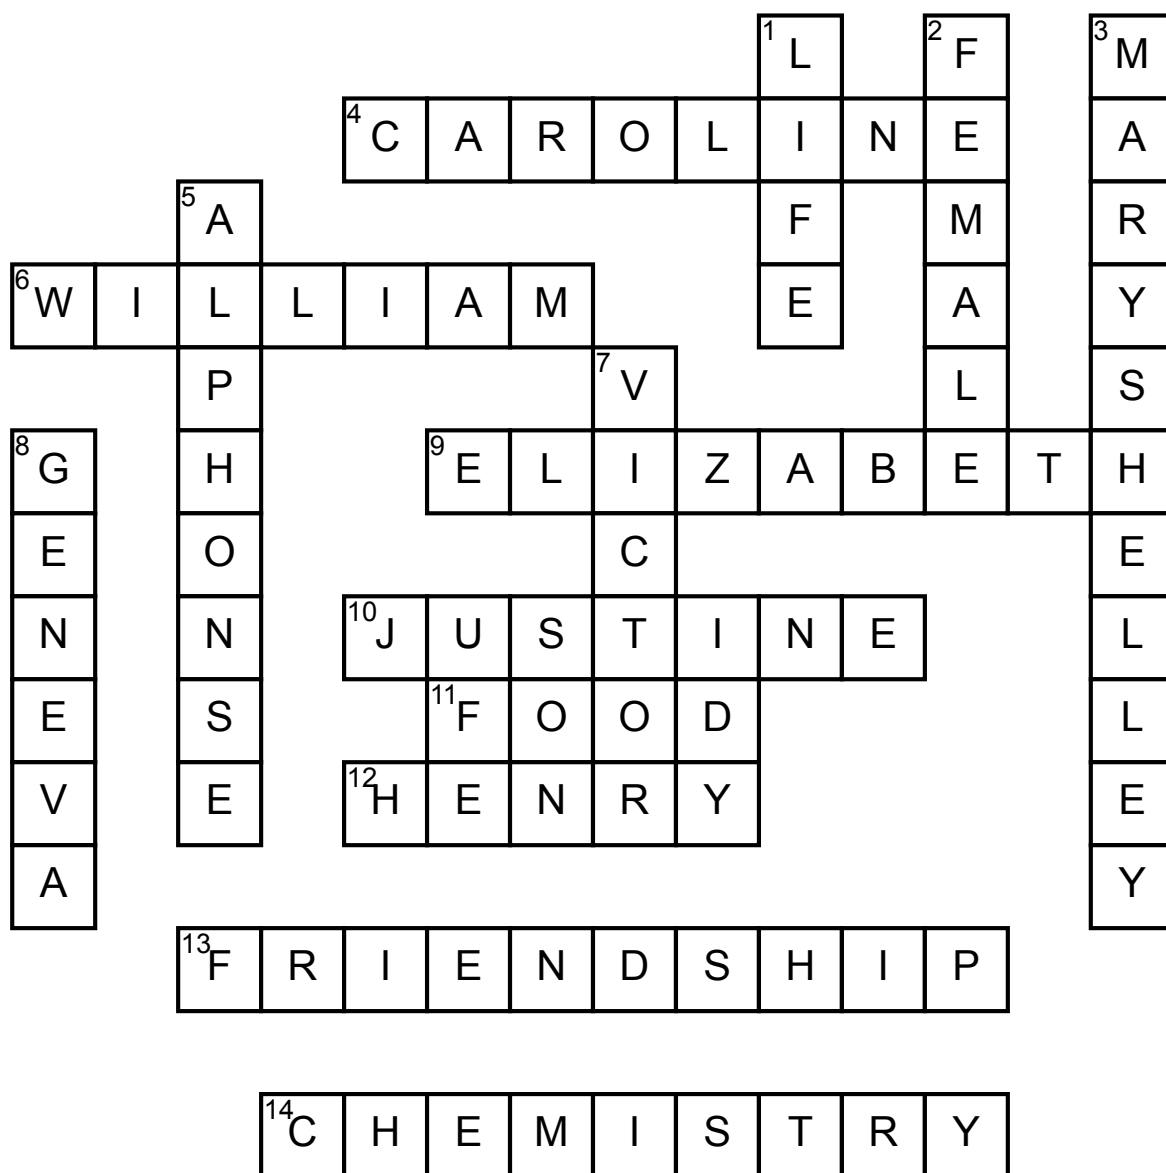 1 L 2 F 3 M
4 C A R O L I N E A
5 A F M R
6 W I L L I A M E A Y
P 7 V L S
8 G H 9 E L I Z A B E T H
E O C E
N N 10 J U S T I N E L
E S 11 F O O D L
V E 12 H E N R Y E
A Y
13 F R I E N D S H I P
14 C H E M I S T R Y